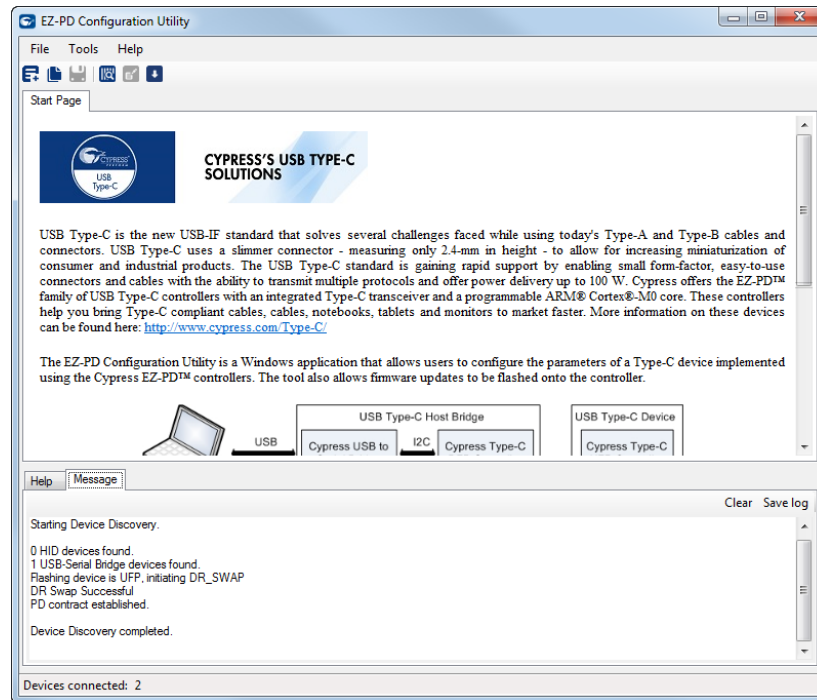 EZ-PD Configuration Utility
File Tools Help
Start Page
CYPRESS
PERFORM
USB
Type-C
CYPRESS'S USB TYPE-C
SOLUTIONS
USB Type-C is the new USB-IF standard that solves several challenges faced while using today's Type-A and Type-B cables and
connectors. USB Type-C uses a slimmer connector - measuring only 2.4-mm in height - to allow for increasing miniaturization of
consumer and industrial products. The USB Type-C standard is gaining rapid support by enabling small form-factor, easy-to-use
connectors and cables with the ability to transmit multiple protocols and offer power delivery up to 100 W. Cypress offers the EZ-PD™
family of USB Type-C controllers with an integrated Type-C transceiver and a programmable ARM® Cortex®-M0 core. These controllers
help you bring Type-C compliant cables, cables, notebooks, tablets and monitors to market faster. More information on these devices
can be found here: http://www.cypress.com/Type-C/
The EZ-PD Configuration Utility is a Windows application that allows users to configure the parameters of a Type-C device implemented
using the Cypress EZ-PD™ controllers. The tool also allows firmware updates to be flashed onto the controller.
USB Type-C Host Bridge
USB Type-C Device
USB
Cypress USB to
I2C
Cypress Type-C
Cypress Type-C
Help Message
Clear Save log
Starting Device Discovery.
0 HID devices found.
1 USB-Serial Bridge devices found.
Flashing device is UFP, initiating DR_SWAP
DR Swap Successful
PD contract established.
Device Discovery completed.
Devices connected: 2